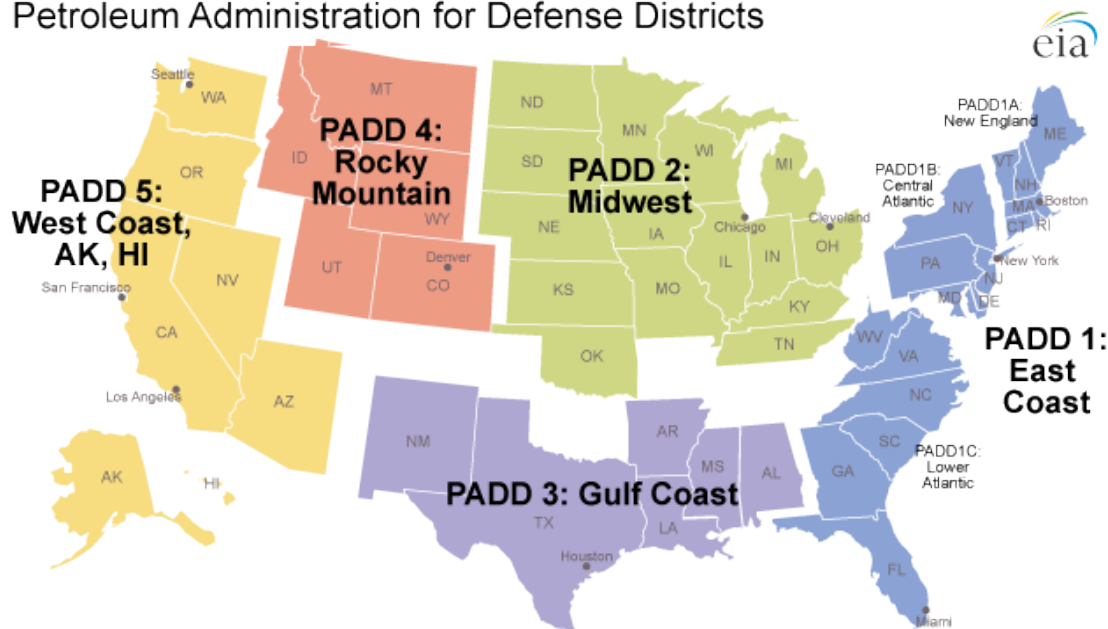 Petroleum Administration for Defense Districts
eia
Seattle
WA
OR
PADD 5:
West Coast,
AK, HI
San Francisco
NV
CA
Los Angeles
AZ
AK
HI
MT
PADD 4:
Rocky
Mountain
ID
WY
UT
Denver
CO
ND
MN
SD
WI
MI
PADD 2:
Midwest
NE
IA
Chicago
Cleveland
IL
IN
OH
KS
MO
KY
OK
TN
NM
AR
MS
AL
PADD 3: Gulf Coast
TX
LA
Houston
PADD1A:
New England
ME
VT
NH
MA
Boston
CT
RI
PADD1B:
Central
Atlantic
NY
PA
New York
NJ
MD
DE
PADD 1:
East
Coast
WV
VA
NC
SC
PADD1C:
Lower
Atlantic
GA
FL
Miami